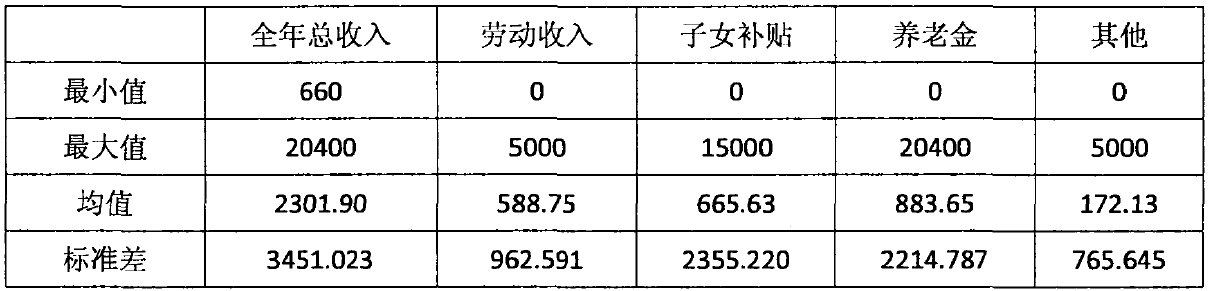 全年总收入 劳动收入 子女补贴 养老金 其他
最小值 660 0 0 0 0
最大值 20400 5000 15000 20400 5000
均值 2301.90 588.75 665.63 883.65 172.13
标准差 3451.023 962.591 2355.220 2214.787 765.645